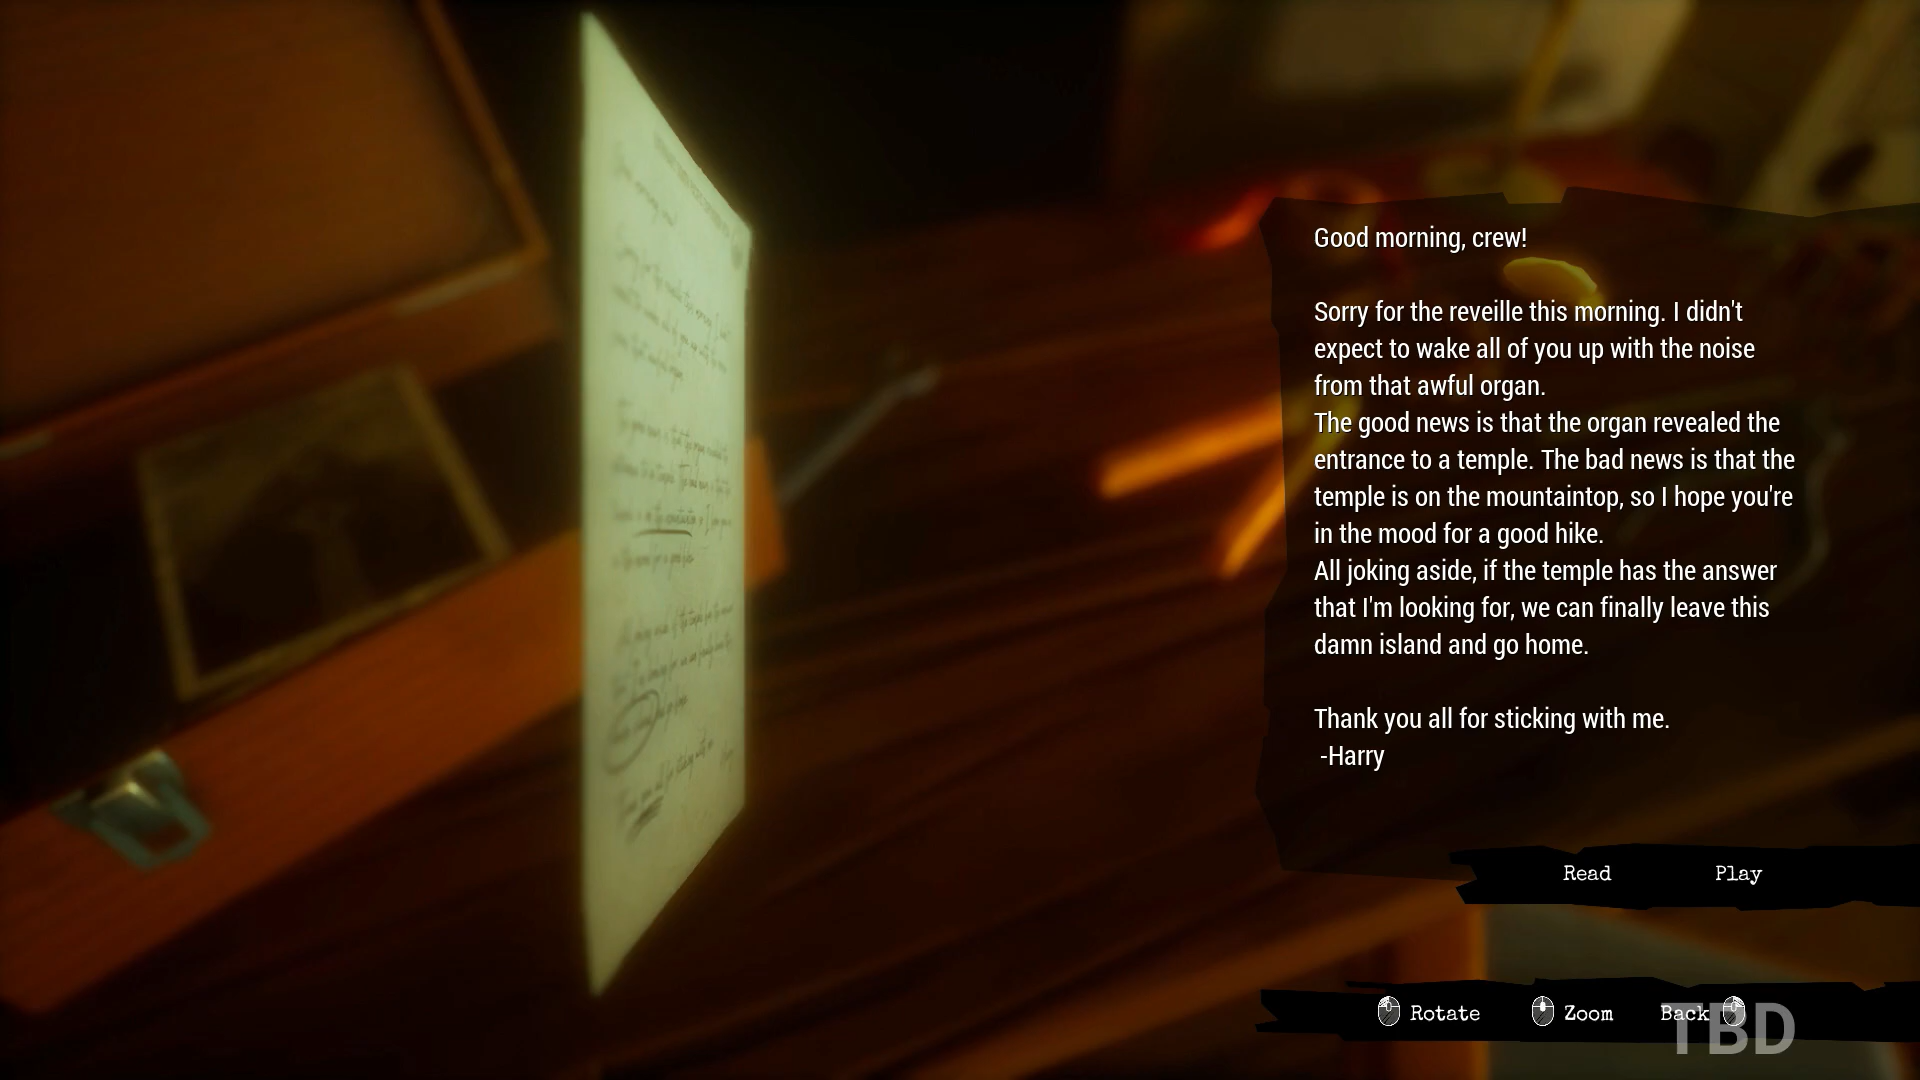 Good morning, crew!
Sorry for the reveille this morning. I didn't
expect to wake all of you up with the noise
from that awful organ.
The good news is that the organ revealed the
entrance to a temple. The bad news is that the
temple is on the mountaintop, so I hope you're
in the mood for a good hike.
All joking aside, if the temple has the answer
that I'm looking for, we can finally leave this
damn island and go home.
Thank you all for sticking with me.
-Harry
Read Play
Rotate Zoom Back
TBD